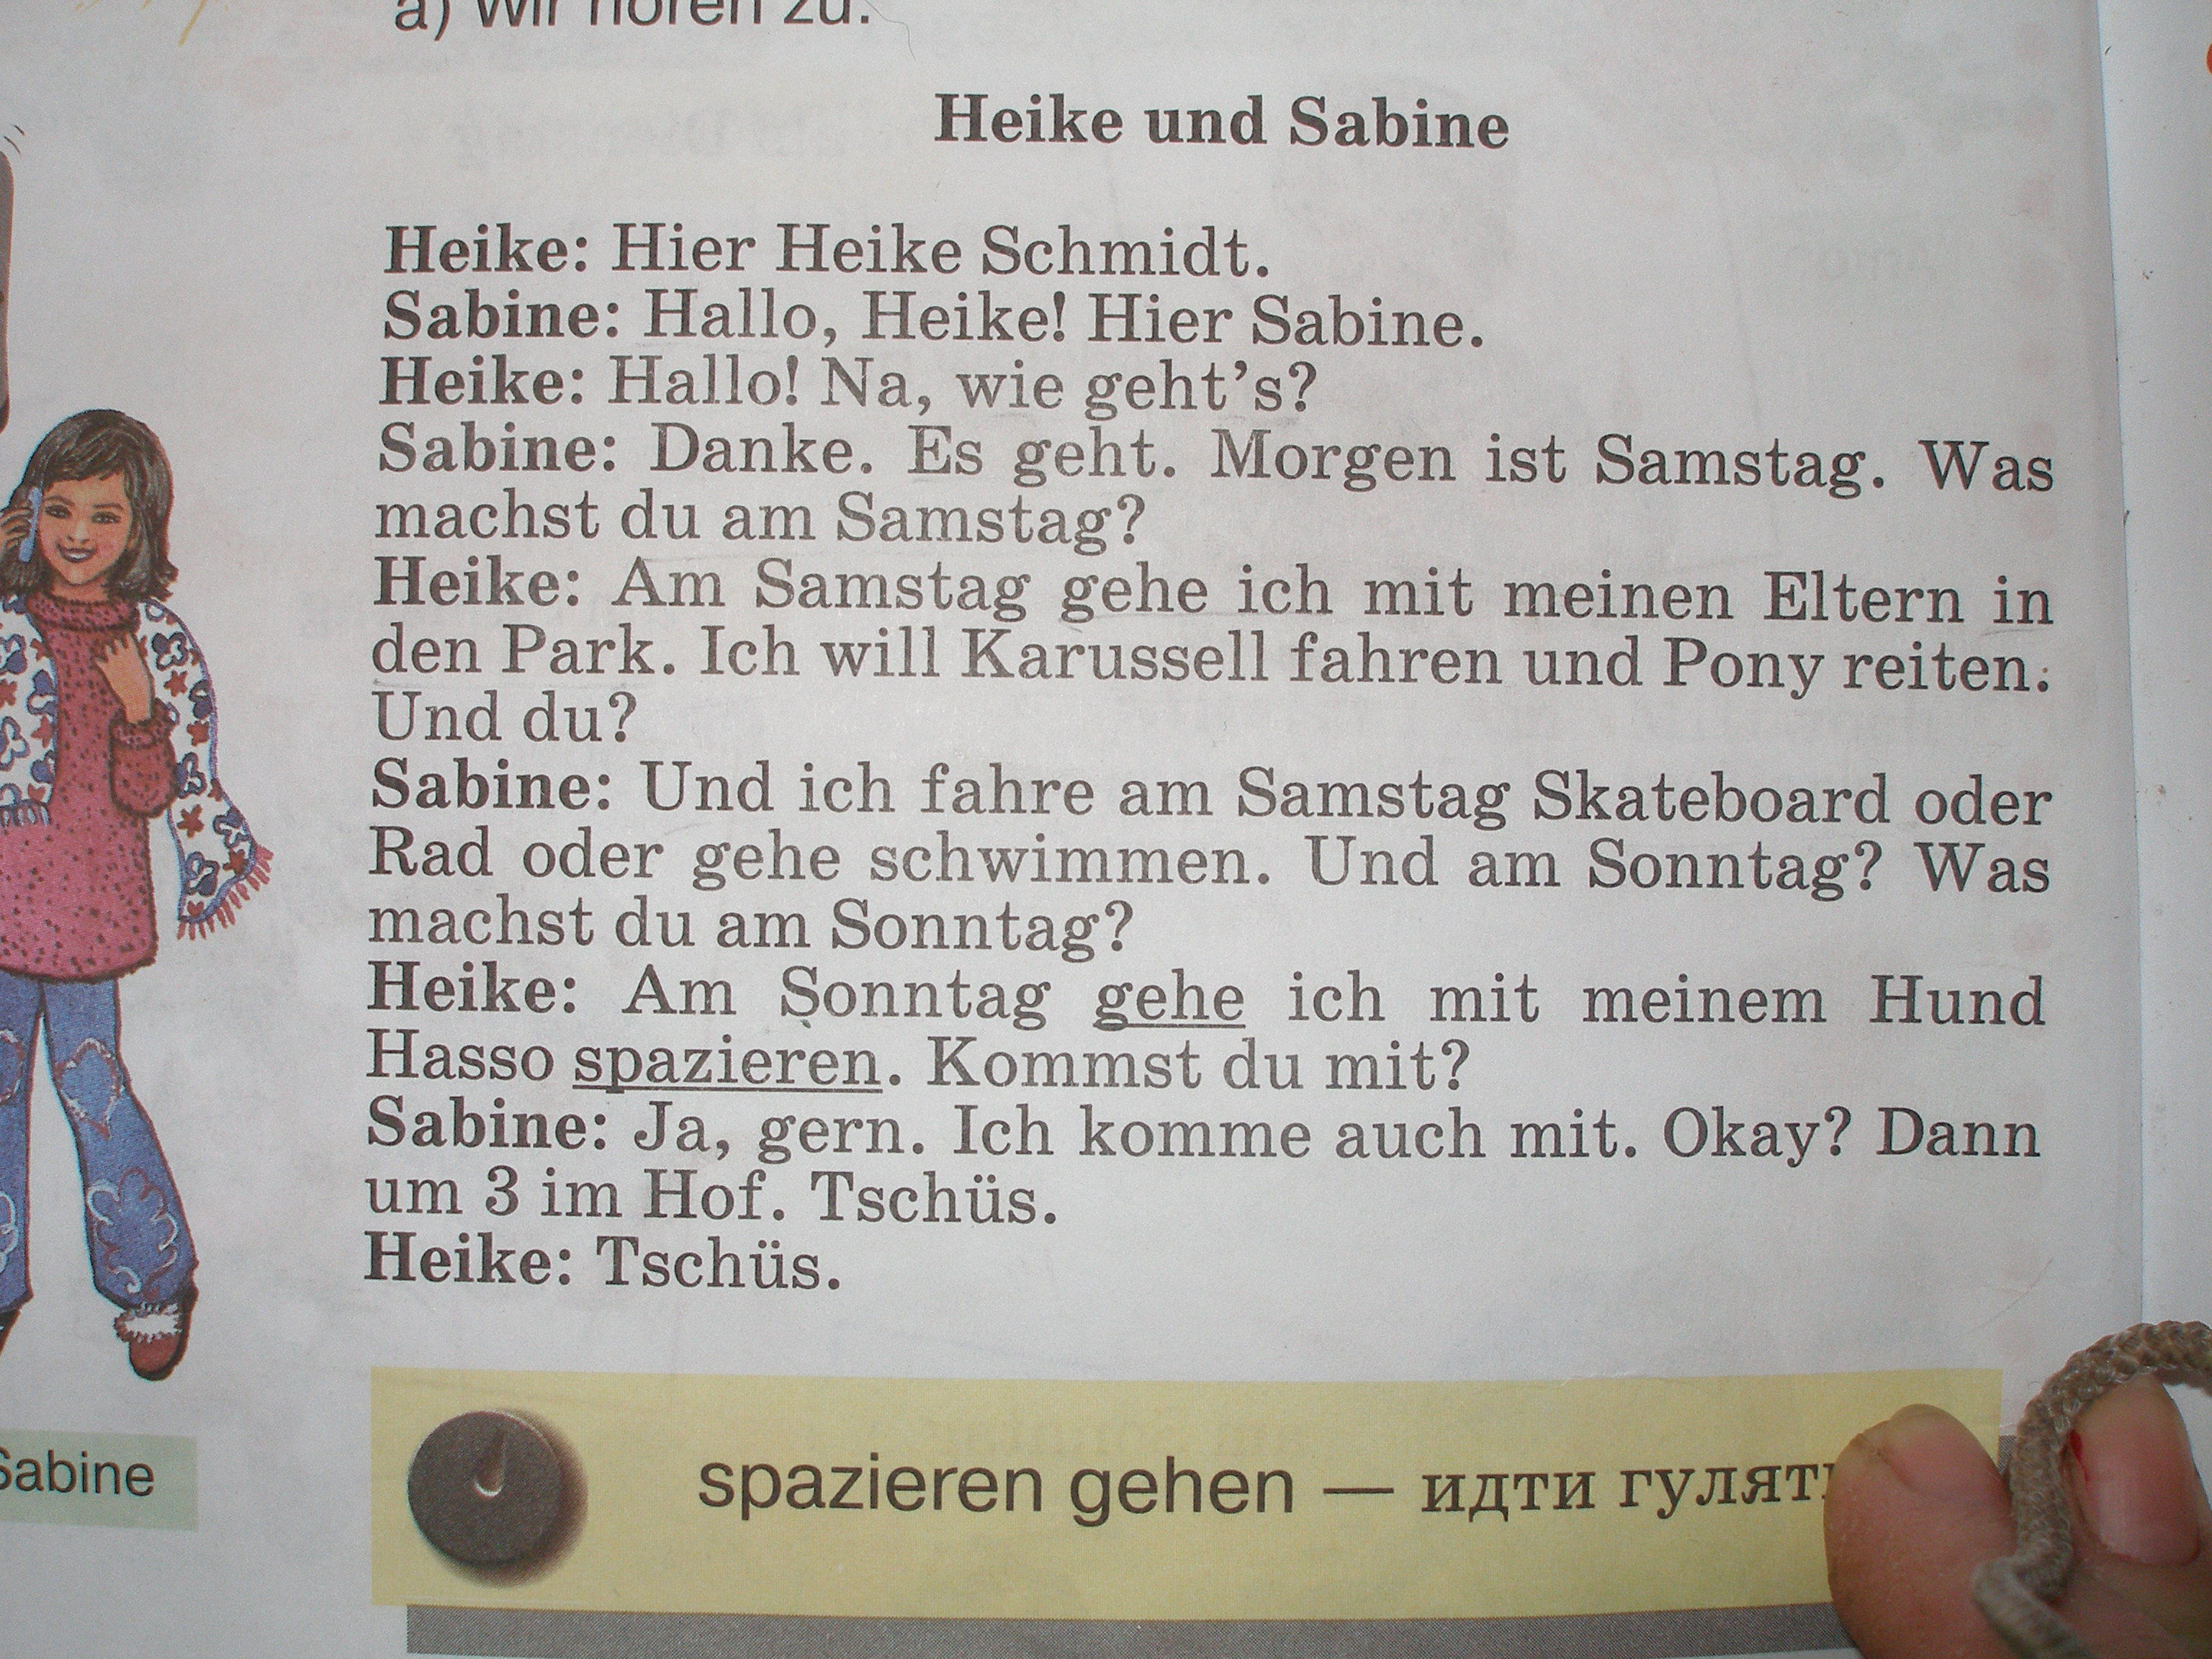 a) Wir hören zu.
Heike und Sabine
Heike: Hier Heike Schmidt.
Sabine: Hallo, Heike! Hier Sabine.
Heike: Hallo! Na, wie geht's?
Sabine: Danke. Es geht. Morgen ist Samstag. Was
machst du am Samstag?
Heike: Am Samstag gehe ich mit meinen Eltern in
den Park. Ich will Karussell fahren und Pony reiten.
Und du?
Sabine: Und ich fahre am Samstag Skateboard oder
Rad oder gehe schwimmen. Und am Sonntag? Was
machst du am Sonntag?
Heike: Am Sonntag gehe ich mit meinem Hund
Hasso spazieren. Kommst du mit?
Sabine: Ja, gern. Ich komme auch mit. Okay? Dann
um 3 im Hof. Tschüs.
Heike: Tschüs.
Sabine
spazieren gehen — идти гулять